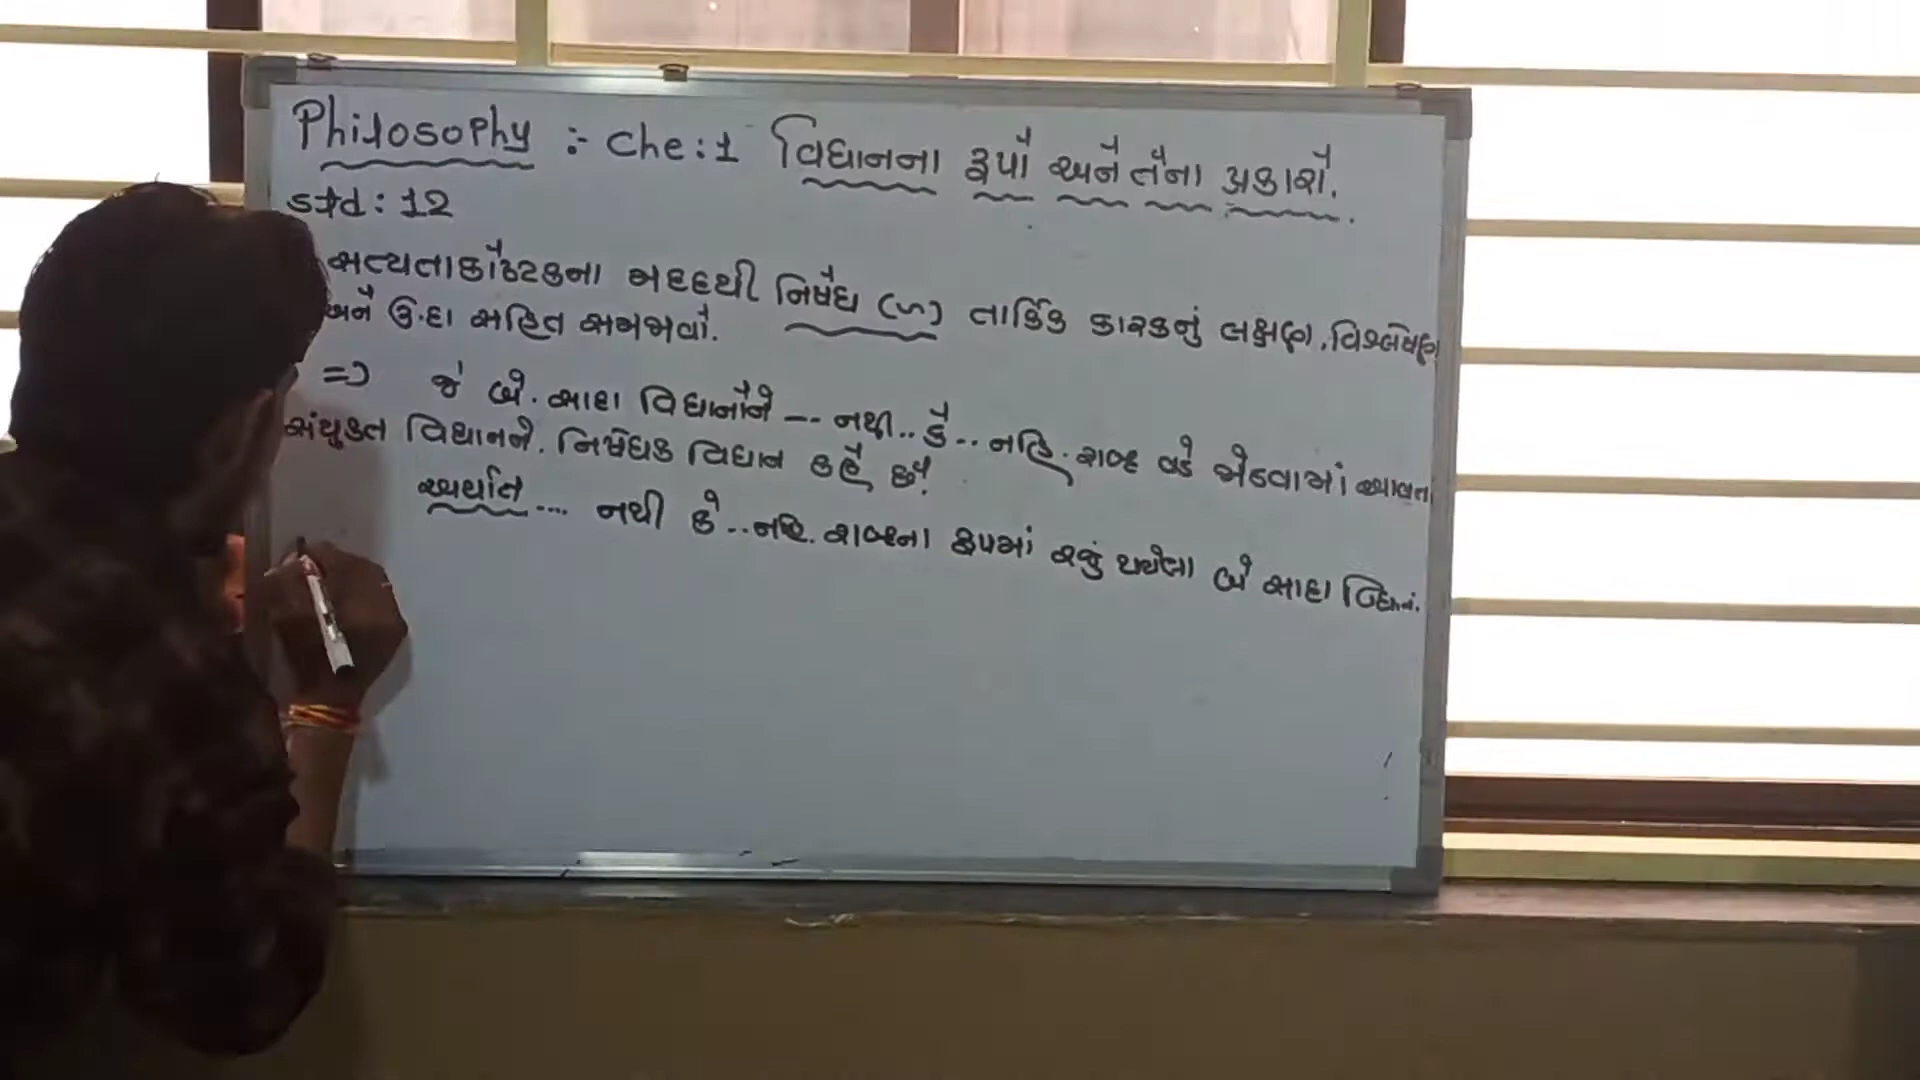 Philosophy :- Che:1 વિધાનના રૂપો અને તેના પ્રકારો.
std: 12
સત્યતાકોષ્ટકના મદદથી નિષેધ (~) તાર્કિક કારકનું લક્ષણ, વિશ્લેષણ
અને ઉ.દા સહિત સમજાવો.
=> જે બે. સાદા વિધાનોને --- નથી.. કે... નહિ. શબ્દ વડે જોડવામાં આવતા
સંયુક્ત વિધાનને. નિષેધક વિધાન કહે છે.
અર્થાત .... નથી કે ..નહિ. શબ્દના રૂપમાં રજું થયેલા બે સાદા